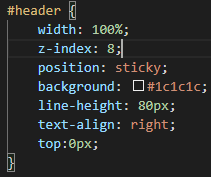 #header {
width: 100%;
z-index: 8;
position: sticky;
background: #1c1c1c;
line-height: 80px;
text-align: right;
top:0px;
}